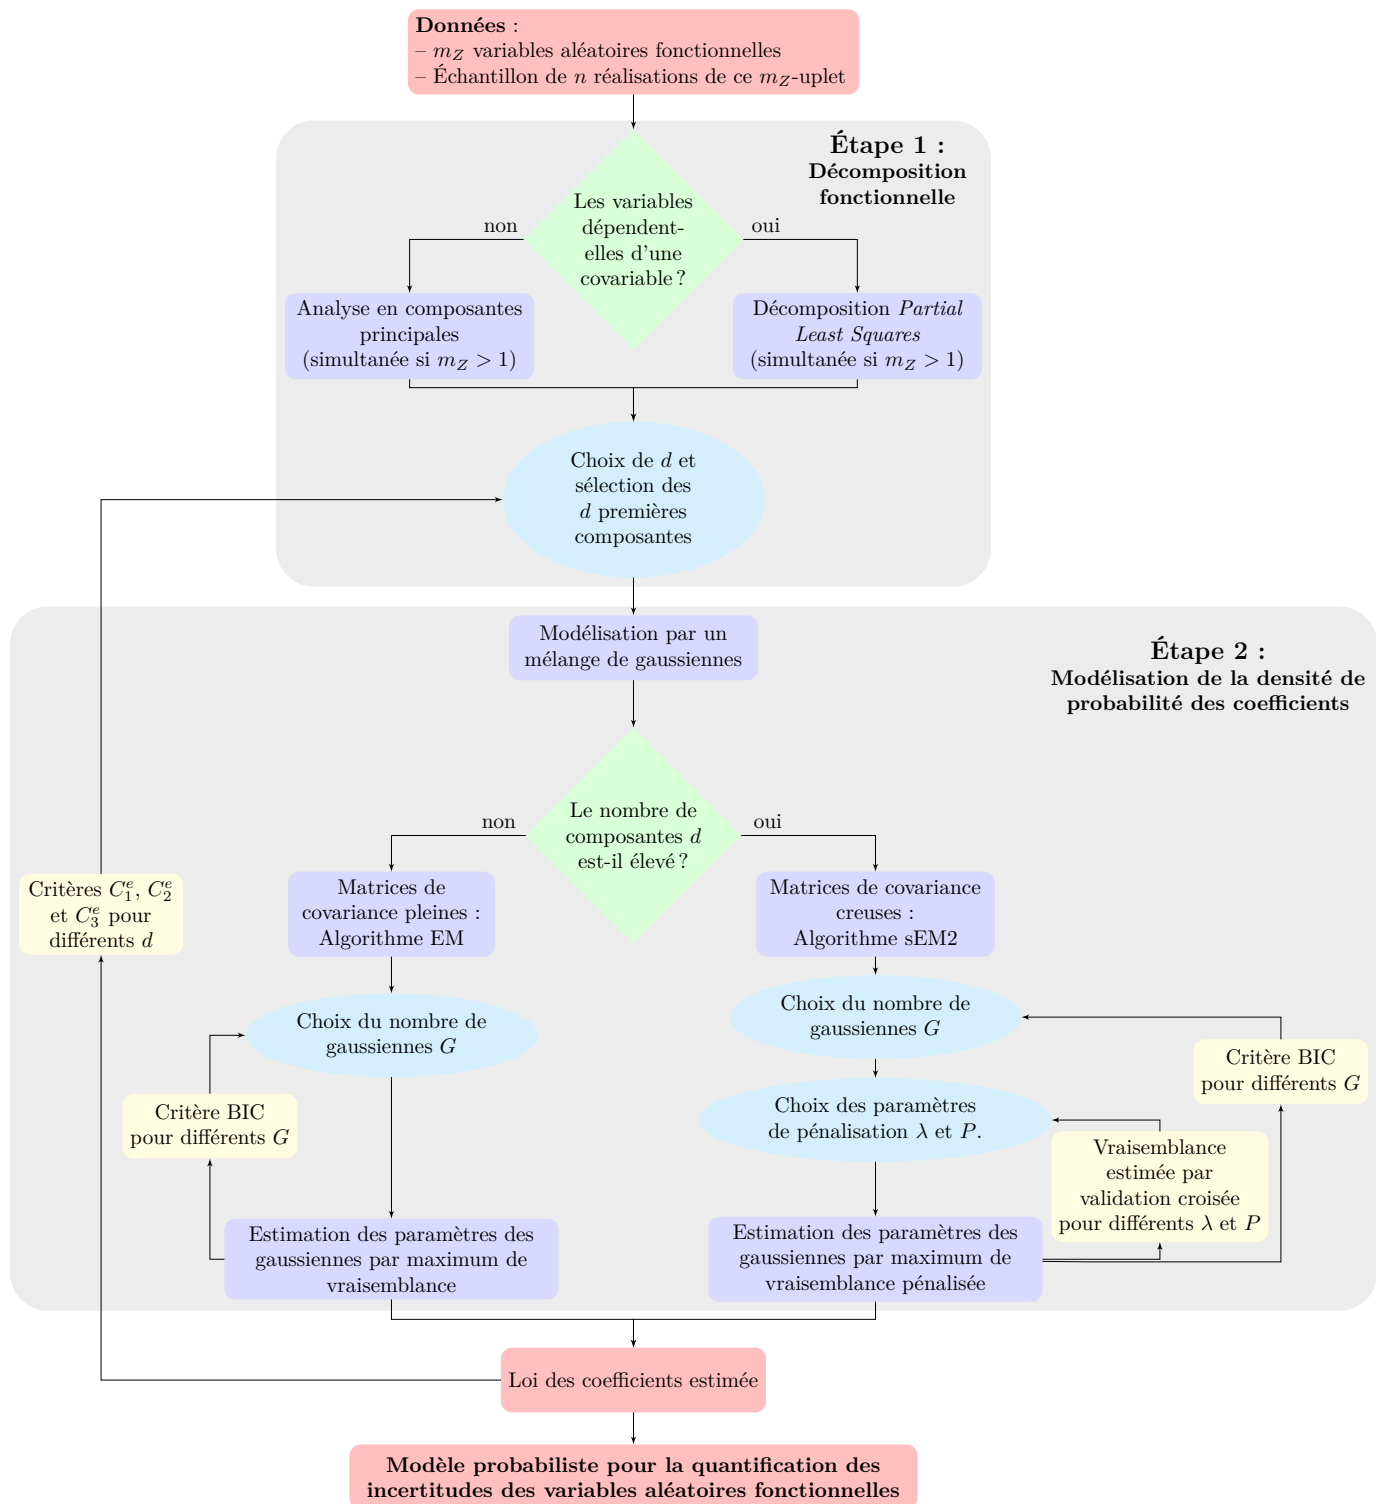 Données :
– $m_Z$ variables aléatoires fonctionnelles
– Échantillon de $n$ réalisations de ce $m_Z$-uplet
Étape 1 :
Décomposition
fonctionnelle
Les variables
dépendent-
elles d'une
covariable ?
non
oui
Analyse en composantes
principales
(simultanée si $m_Z > 1$)
Décomposition Partial
Least Squares
(simultanée si $m_Z > 1$)
Choix de $d$ et
sélection des
$d$ premières
composantes
Modélisation par un
mélange de gaussiennes
Étape 2 :
Modélisation de la densité de
probabilité des coefficients
Le nombre de
composantes $d$
est-il élevé ?
non
oui
Critères $C_1^e$, $C_2^e$
et $C_3^e$ pour
différents $d$
Matrices de
covariance pleines :
Algorithme EM
Matrices de covariance
creuses :
Algorithme sEM2
Choix du nombre de
gaussiennes $G$
Choix du nombre de
gaussiennes $G$
Critère BIC
pour différents $G$
Critère BIC
pour différents $G$
Choix des paramètres
de pénalisation $\lambda$ et $P$.
Vraisemblance
estimée par
validation croisée
pour différents $\lambda$ et $P$
Estimation des paramètres des
gaussiennes par maximum de
vraisemblance
Estimation des paramètres des
gaussiennes par maximum de
vraisemblance pénalisée
Loi des coefficients estimée
Modèle probabiliste pour la quantification des
incertitudes des variables aléatoires fonctionnelles